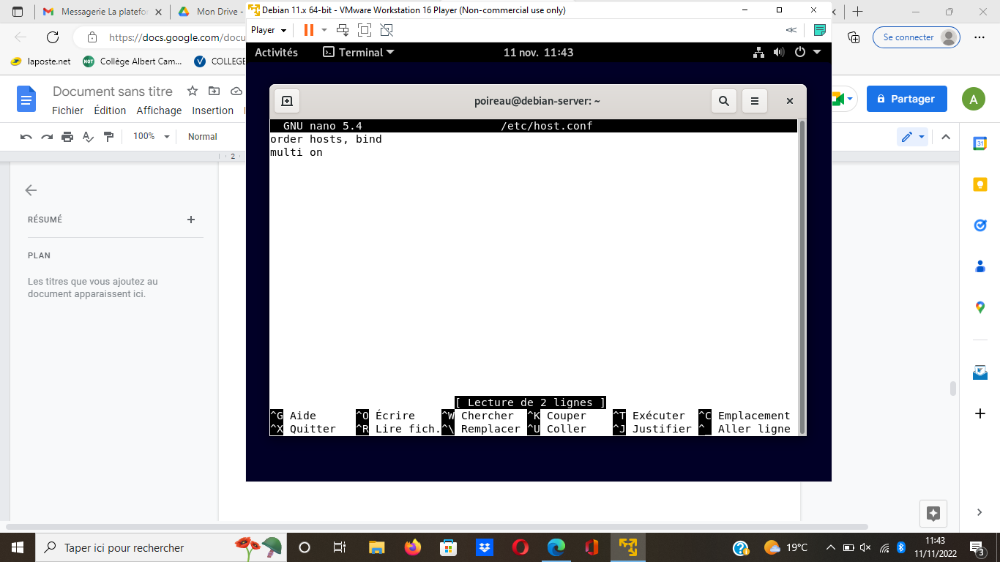 Messagerie La platefor
Mon Drive -
Debian 11.x 64-bit - VMware Workstation 16 Player (Non-commercial use only)
Player
https://docs.google.com/docu
Se connecter
laposte.net
Collège Albert Cam...
COLLEGE
Activités
Terminal
11 nov. 11:43
Document sans titre
Fichier Édition Affichage Insertion
Partager
A
100%
Normal
2
poireau@debian-server: ~
GNU nano 5.4 /etc/host.conf
order hosts, bind
multi on
RÉSUMÉ
PLAN
Les titres que vous ajoutez au
document apparaissent ici.
[ Lecture de 2 lignes ]
^G Aide ^O Écrire ^W Chercher ^K Couper ^T Exécuter ^C Emplacement
^X Quitter ^R Lire fich. ^\ Remplacer ^U Coller ^J Justifier ^_ Aller ligne
31
Taper ici pour rechercher
19°C
11:43
11/11/2022
3